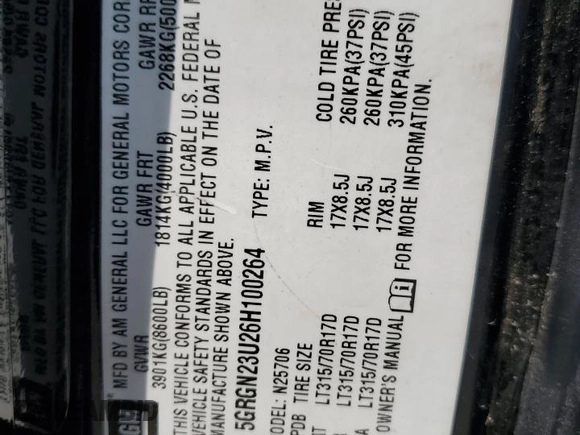 MFD BY AM GENERAL LLC FOR GENERAL MOTORS COR
GVWR GAWR FRT GAWR RR
3901KG(8600LB) 1814KG(4000LB) 2268KG(500
THIS VEHICLE CONFORMS TO ALL APPLICABLE U.S. FEDERAL
VEHICLE SAFETY STANDARDS IN EFFECT ON THE DATE OF
MANUFACTURE SHOWN ABOVE.
5GRGN23U26H100264 TYPE: M.P.V.
ODEL: N25706
PDB TIRE SIZE RIM COLD TIRE PRE
T LT315/70R17D 17X8.5J 260KPA(37PSI)
LT315/70R17D 17X8.5J 260KPA(37PSI)
A LT315/70R17D 17X8.5J 310KPA(45PSI)
OWNER'S MANUAL FOR MORE INFORMATION.